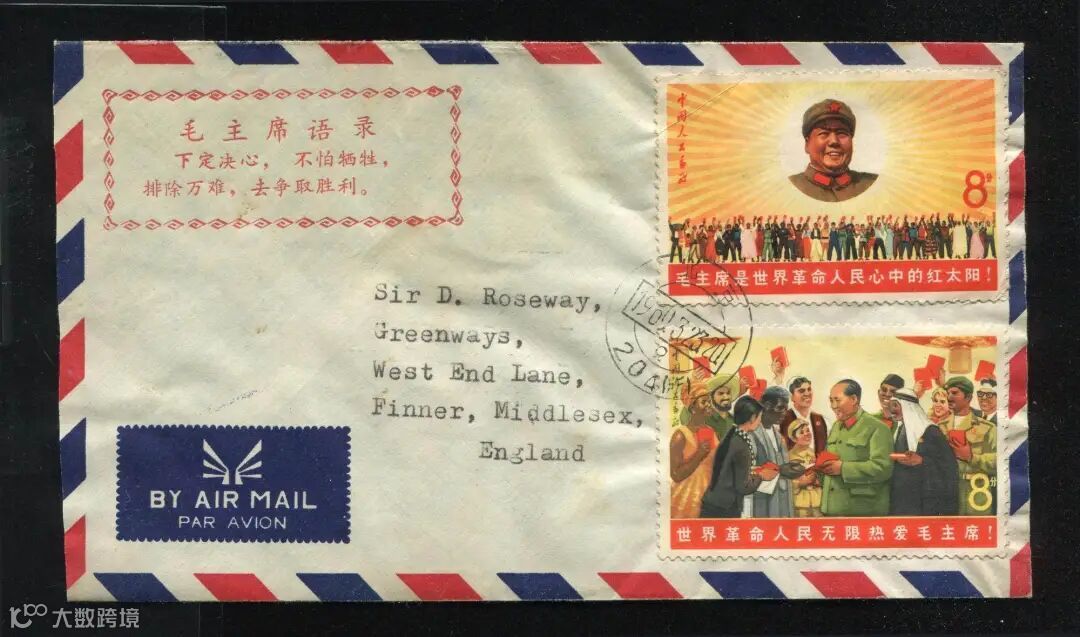 毛主席语录
下定决心，不怕牺牲，
排除万难，去争取胜利。
中国人民邮政
8分
毛主席是世界革命人民心中的红太阳！
Sir D. Roseway,
Greenways,
West End Lane,
Finner, Middlesex,
England
8分
世界革命人民无限热爱毛主席！
BY AIR MAIL
PAR AVION
大数跨境